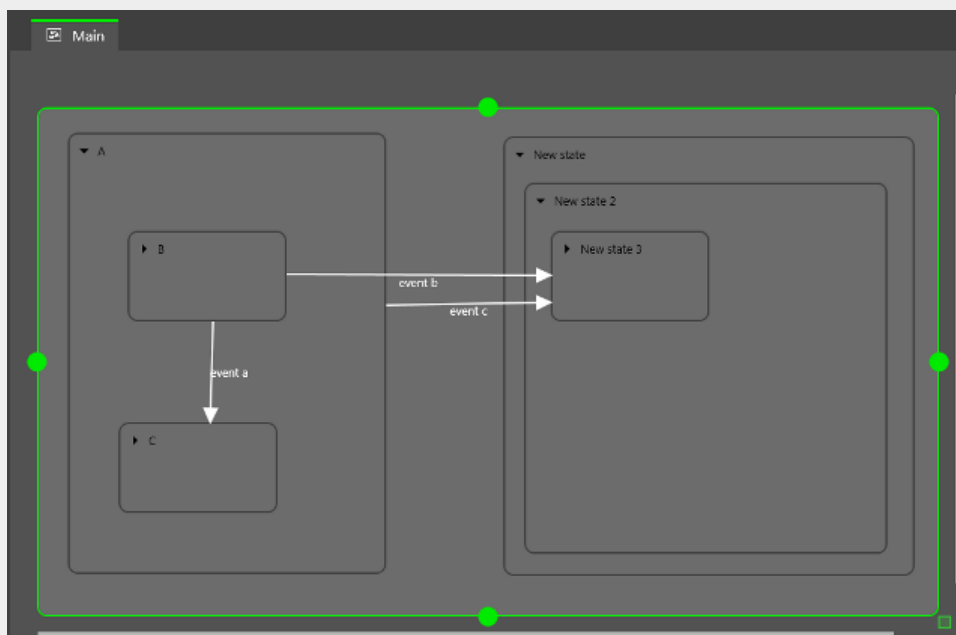 Main
A
New state
New state 2
B
New state 3
event b
event c
event a
C